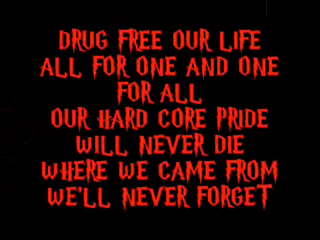 DRUG FREE OUR LIFE
ALL FOR ONE AND ONE
FOR ALL
OUR HARD CORE PRIDE
WILL NEVER DIE
WHERE WE CAME FROM
WE'LL NEVER FORGET